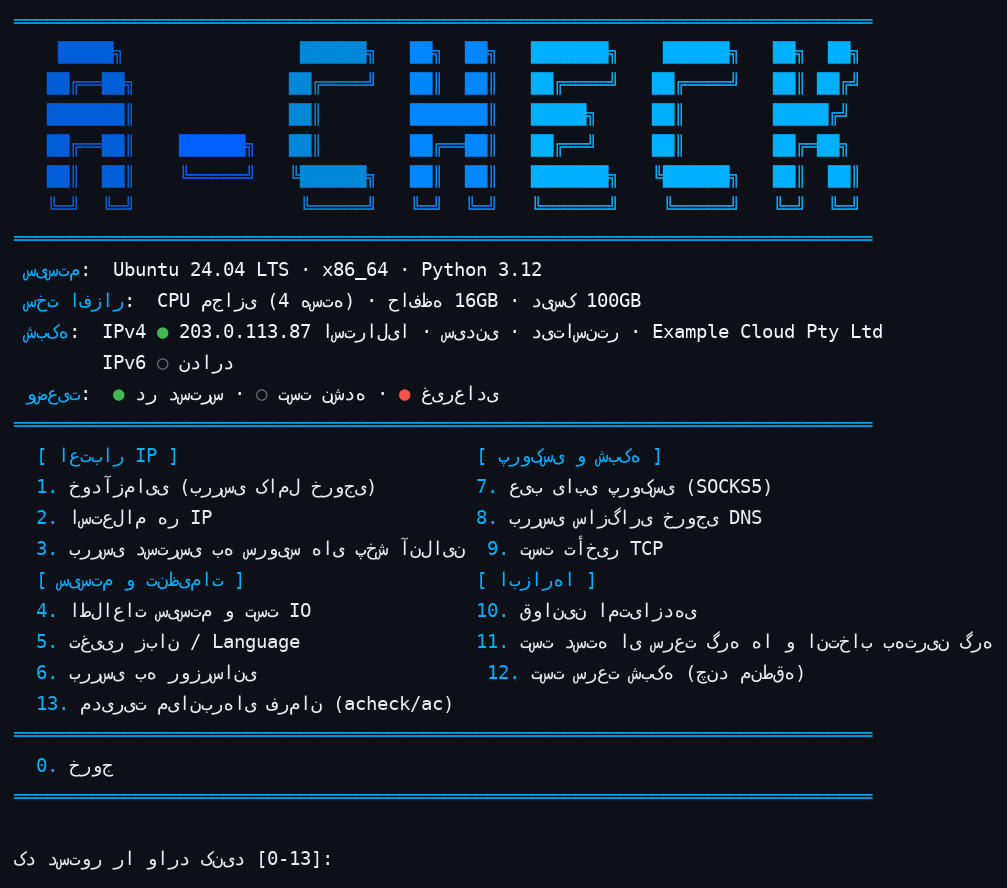 A_CHECK
سیستم:  Ubuntu 24.04 LTS · x86_64 · Python 3.12
سخت افزار:  CPU مجازی (4 هسته) · حافظه 16GB · دیسک 100GB
شبکه:  IPv4 ● 203.0.113.87 استرالیا · سیدنی · دیتاسنتر · Example Cloud Pty Ltd
IPv6 ○ ندارد
وضعیت:  ● در دسترس · ○ تست نشده · ● غیرعادی
[ اعتبار IP ]
1. خودآزمایی (بررسی کامل خروجی)
2. استعلام هر IP
3. بررسی دسترسی به سرویس های پخش آنلاین
[ پروکسی و شبکه ]
7. عیب یابی پروکسی (SOCKS5)
8. بررسی سازگاری خروجی DNS
9. تست تأخیر TCP
[ سیستم و تنظیمات ]
4. اطلاعات سیستم و تست IO
5. تغییر زبان / Language
6. بررسی به روزرسانی
13. مدیریت میانبرهای فرمان (acheck/ac)
[ ابزارها ]
10. قوانین امتیازدهی
11. تست دسته ای سرعت گره ها و انتخاب بهترین گره
12. تست سرعت شبکه (چند منطقه)
0. خروج
کد دستور را وارد کنید [0-13]: